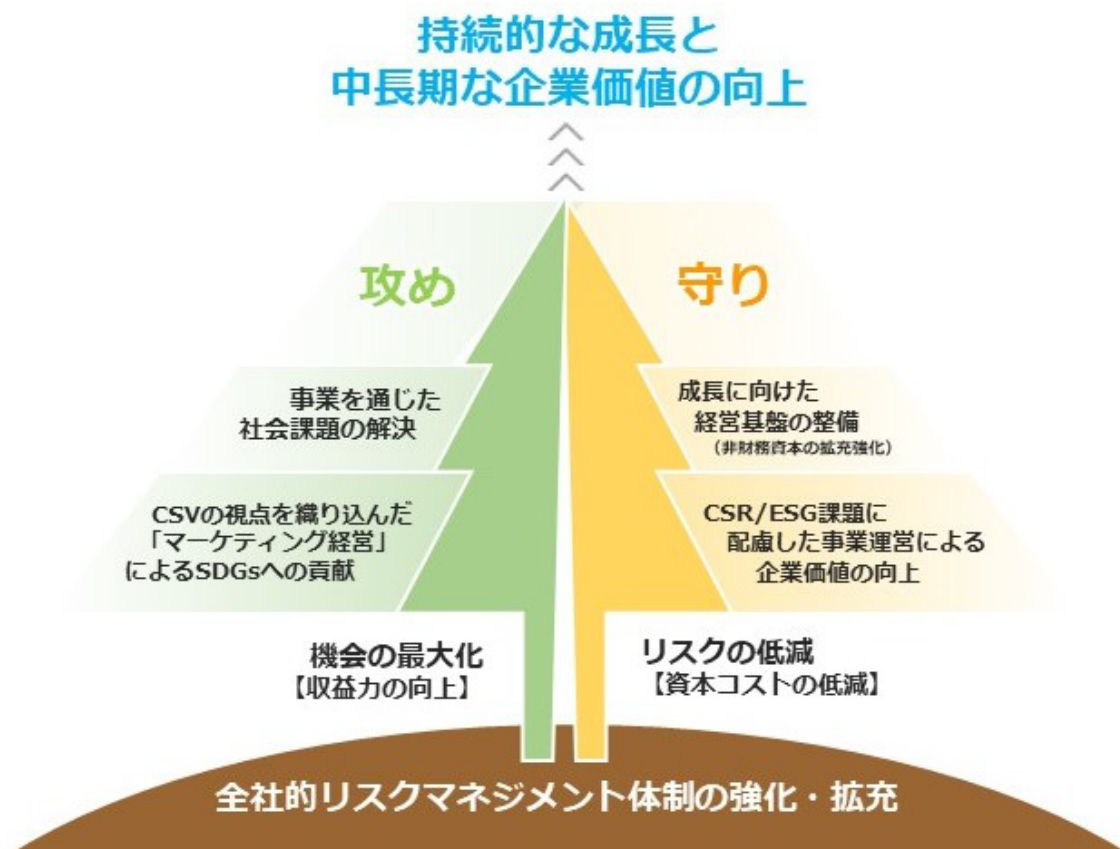 持続的な成長と
中長期な企業価値の向上
攻め
守り
事業を通じた
社会課題の解決
成長に向けた
経営基盤の整備
(非財務資本の拡充強化)
CSVの視点を織り込んだ
「マーケティング経営」
によるSDGsへの貢献
CSR/ESG課題に
配慮した事業運営による
企業価値の向上
機会の最大化
【収益力の向上】
リスクの低減
【資本コストの低減】
全社的リスクマネジメント体制の強化・拡充